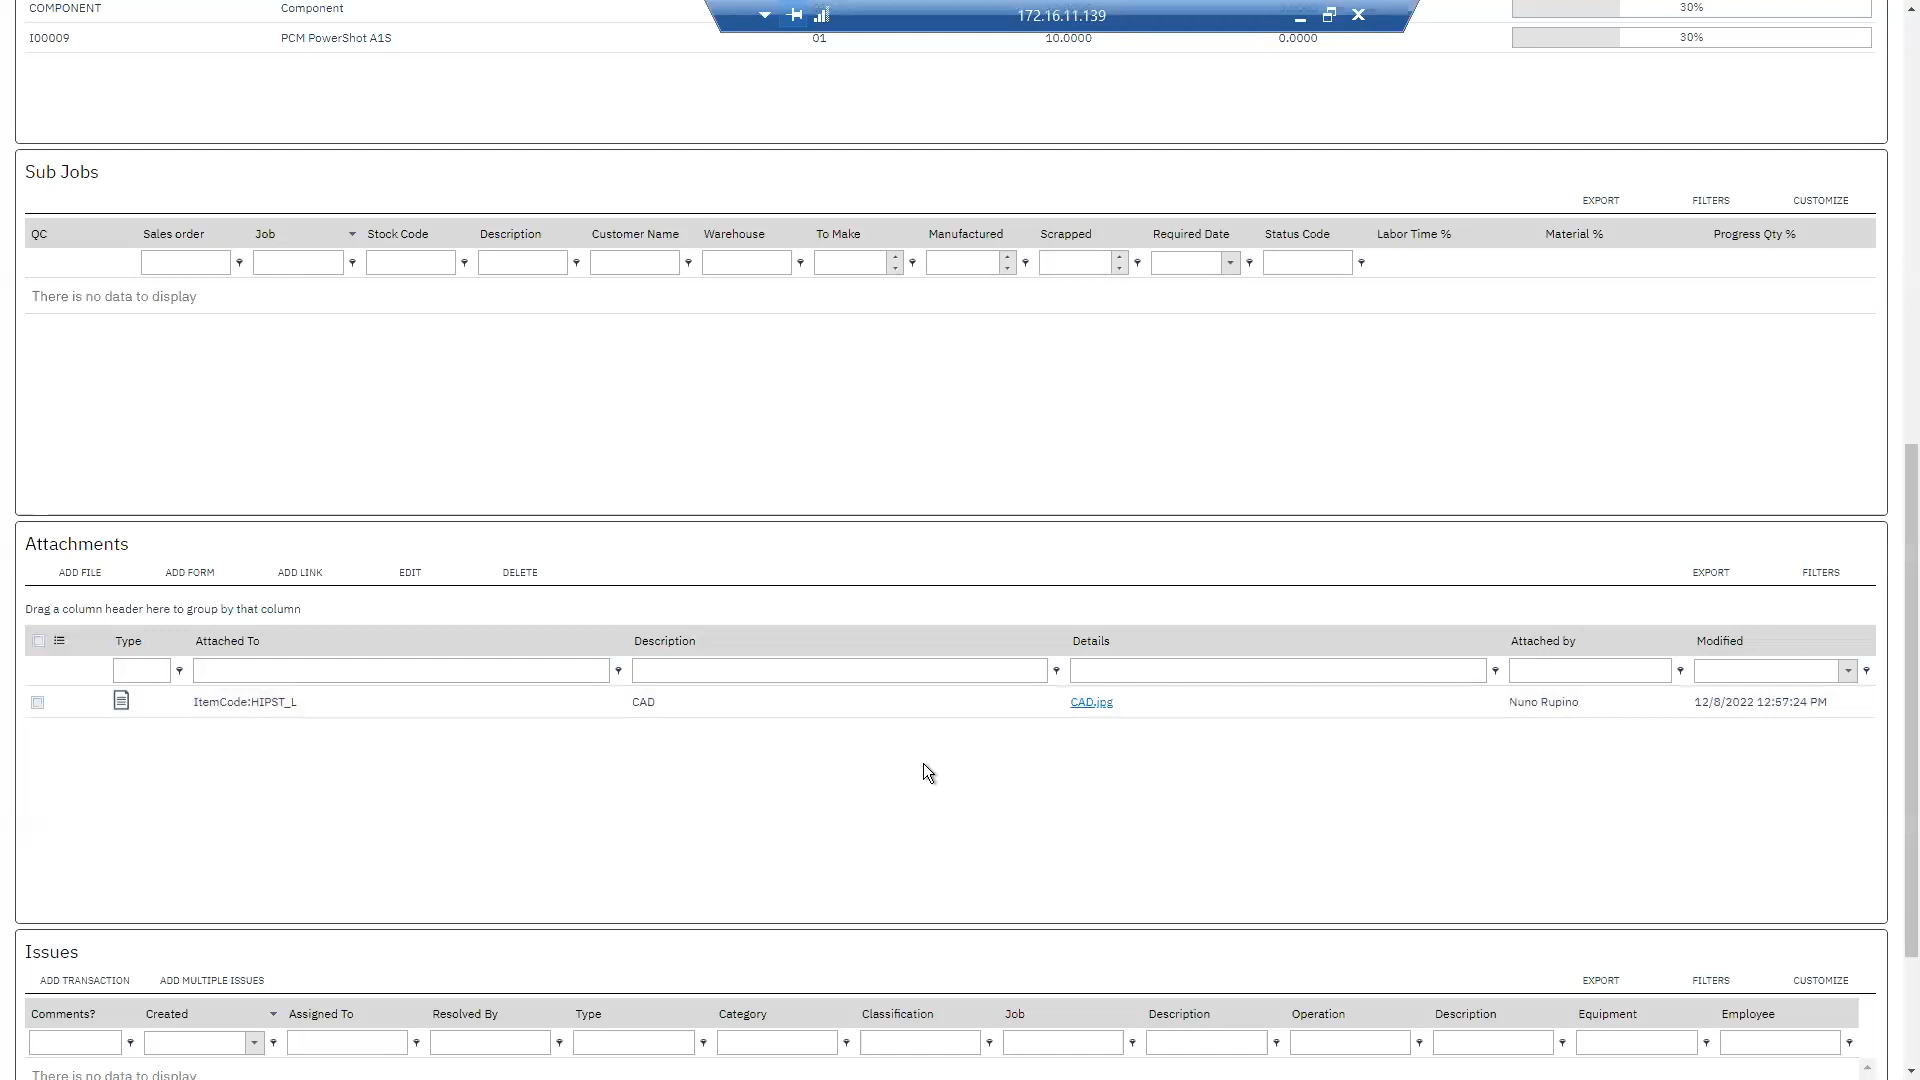 172.16.11.139
COMPONENT Component 30%
I00009 PCM PowerShot A1S 01 10.0000 0.0000 30%
Sub Jobs
EXPORT FILTERS CUSTOMIZE
QC Sales order Job Stock Code Description Customer Name Warehouse To Make Manufactured Scrapped Required Date Status Code Labor Time % Material % Progress Qty %
There is no data to display
Attachments
ADD FILE ADD FORM ADD LINK EDIT DELETE EXPORT FILTERS
Drag a column header here to group by that column
Type Attached To Description Details Attached by Modified
ItemCode:HIPST_L CAD CAD.jpg Nuno Rupino 12/8/2022 12:57:24 PM
Issues
ADD TRANSACTION ADD MULTIPLE ISSUES EXPORT FILTERS CUSTOMIZE
Comments? Created Assigned To Resolved By Type Category Classification Job Description Operation Description Equipment Employee
There is no data to display